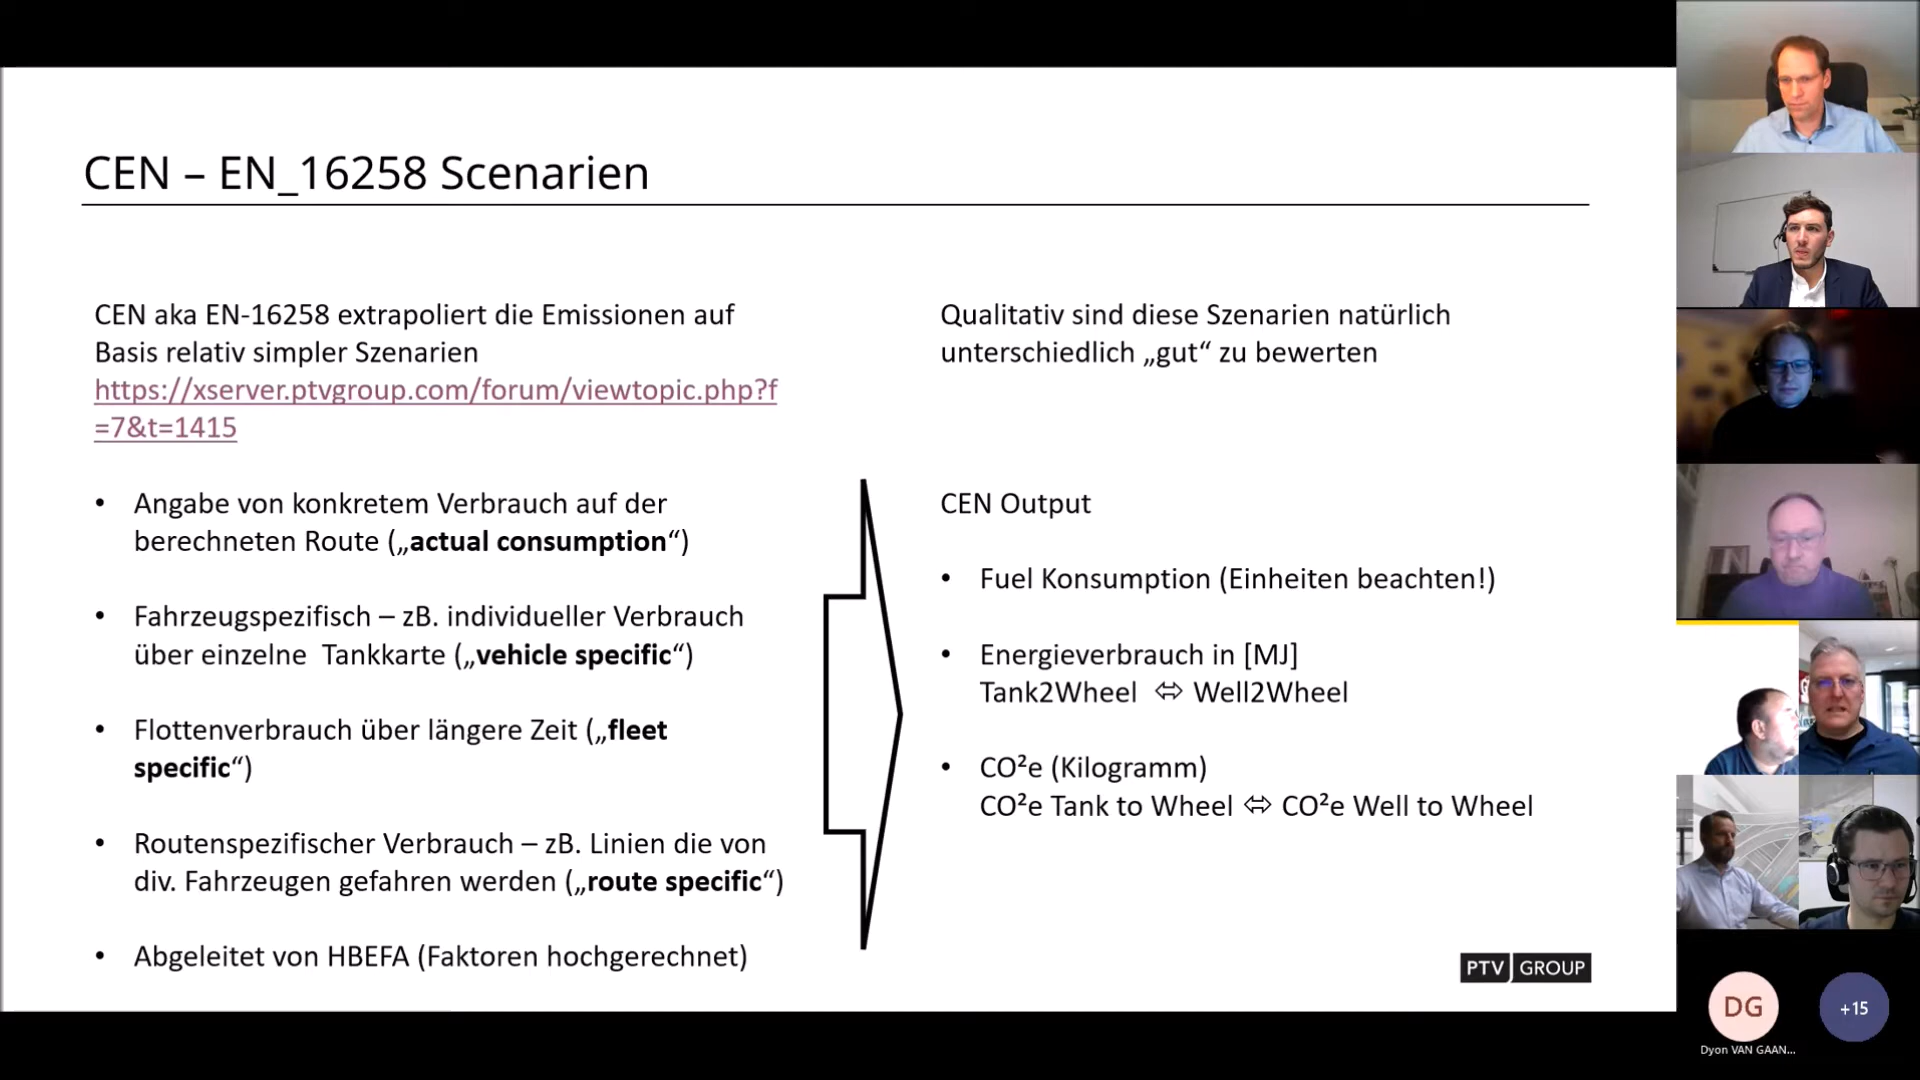 CEN – EN_16258 Scenarien
CEN aka EN-16258 extrapoliert die Emissionen auf
Basis relativ simpler Szenarien
https://xserver.ptvgroup.com/forum/viewtopic.php?f
=7&t=1415
• Angabe von konkretem Verbrauch auf der
berechneten Route („actual consumption“)
• Fahrzeugspezifisch – zB. individueller Verbrauch
über einzelne Tankkarte („vehicle specific“)
• Flottenverbrauch über längere Zeit („fleet
specific“)
• Routenspezifischer Verbrauch – zB. Linien die von
div. Fahrzeugen gefahren werden („route specific“)
• Abgeleitet von HBEFA (Faktoren hochgerechnet)
Qualitativ sind diese Szenarien natürlich
unterschiedlich „gut“ zu bewerten
CEN Output
• Fuel Konsumption (Einheiten beachten!)
• Energieverbrauch in [MJ]
Tank2Wheel ⬄ Well2Wheel
• CO²e (Kilogramm)
CO²e Tank to Wheel ⬄ CO²e Well to Wheel
PTV GROUP
DG
+15
Dyon VAN GAAN...